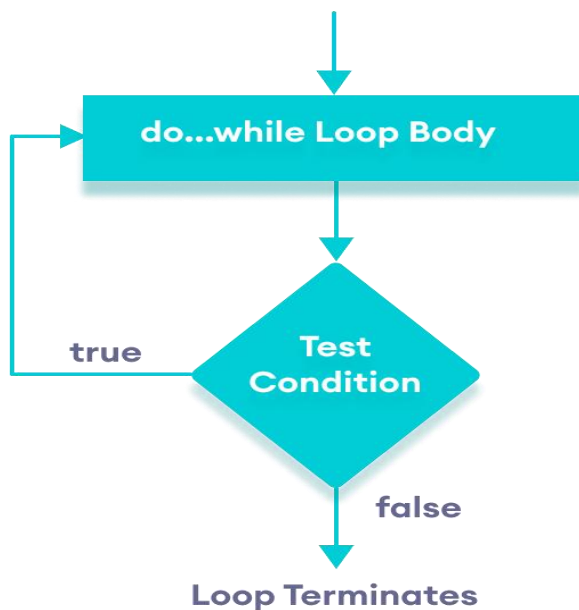 do...while Loop Body
Test
Condition
true
false
Loop Terminates